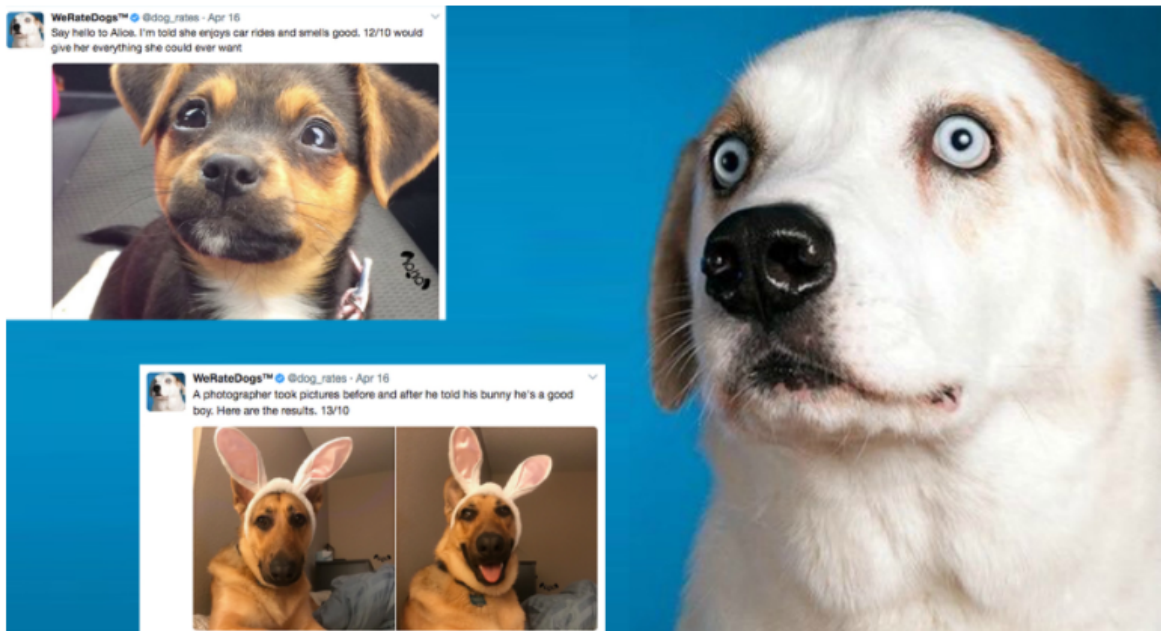 WeRateDogs™ @dog_rates · Apr 16
Say hello to Alice. I'm told she enjoys car rides and smells good. 12/10 would
give her everything she could ever want
WeRateDogs™ @dog_rates · Apr 16
A photographer took pictures before and after he told his bunny he's a good
boy. Here are the results. 13/10